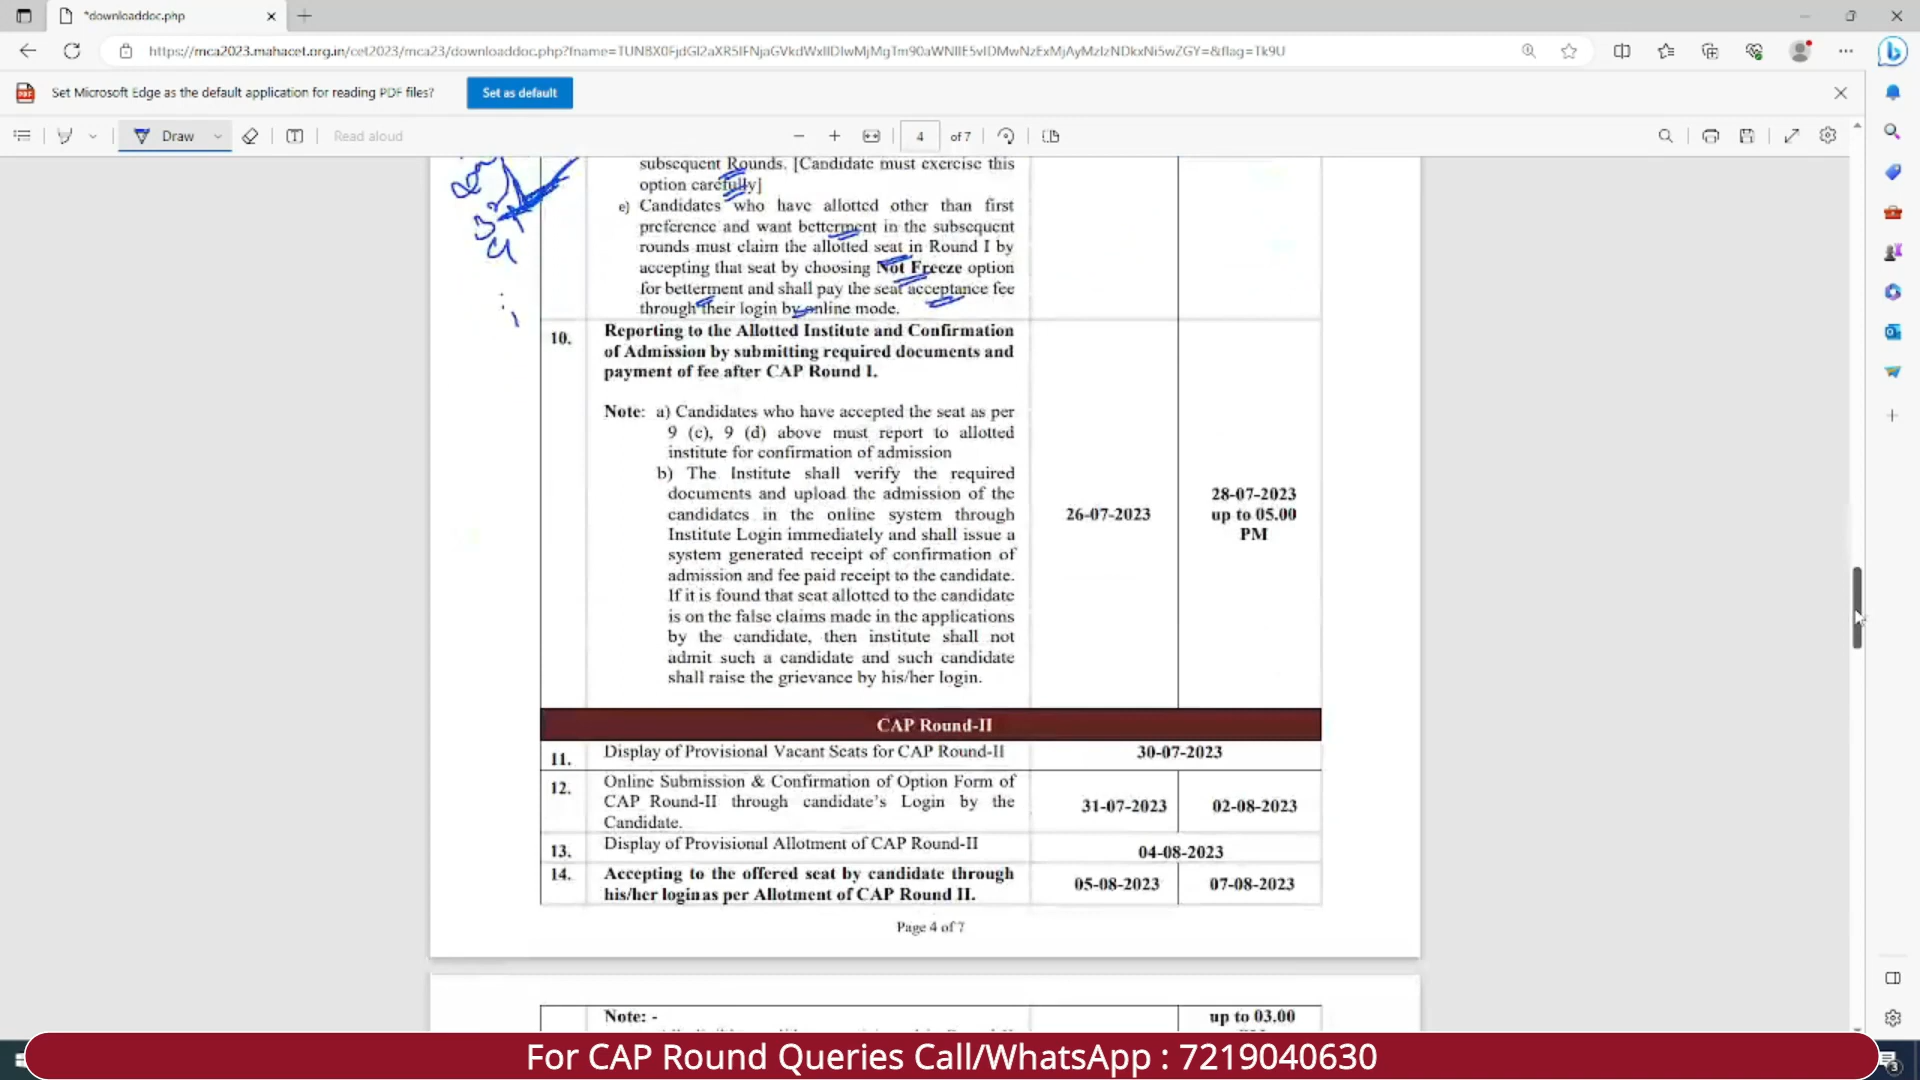 *downloaddoc.php
Set Microsoft Edge as the default application for reading PDF files?
Set as default
Draw
Read aloud
4
of 7
subsequent Rounds. [Candidate must exercise this
option carefully]
e) Candidates who have allotted other than first
preference and want betterment in the subsequent
rounds must claim the allotted seat in Round I by
accepting that seat by choosing Not Freeze option
for betterment and shall pay the seat acceptance fee
through their login by online mode.
2
3
4
10.
Reporting to the Allotted Institute and Confirmation
of Admission by submitting required documents and
payment of fee after CAP Round I.
Note: a) Candidates who have accepted the seat as per
9 (c), 9 (d) above must report to allotted
institute for confirmation of admission
b) The Institute shall verify the required
documents and upload the admission of the
candidates in the online system through
Institute Login immediately and shall issue a
system generated receipt of confirmation of
admission and fee paid receipt to the candidate.
If it is found that seat allotted to the candidate
is on the false claims made in the applications
by the candidate, then institute shall not
admit such a candidate and such candidate
shall raise the grievance by his/her login.
26-07-2023
28-07-2023
up to 05.00
PM
CAP Round-II
11.
Display of Provisional Vacant Seats for CAP Round-II
30-07-2023
12.
Online Submission & Confirmation of Option Form of
CAP Round-II through candidate's Login by the
Candidate.
31-07-2023
02-08-2023
13.
Display of Provisional Allotment of CAP Round-II
04-08-2023
14.
Accepting to the offered seat by candidate through
his/her login as per Allotment of CAP Round II.
05-08-2023
07-08-2023
Page 4 of 7
Note: -
up to 03.00
For CAP Round Queries Call/WhatsApp : 7219040630
3